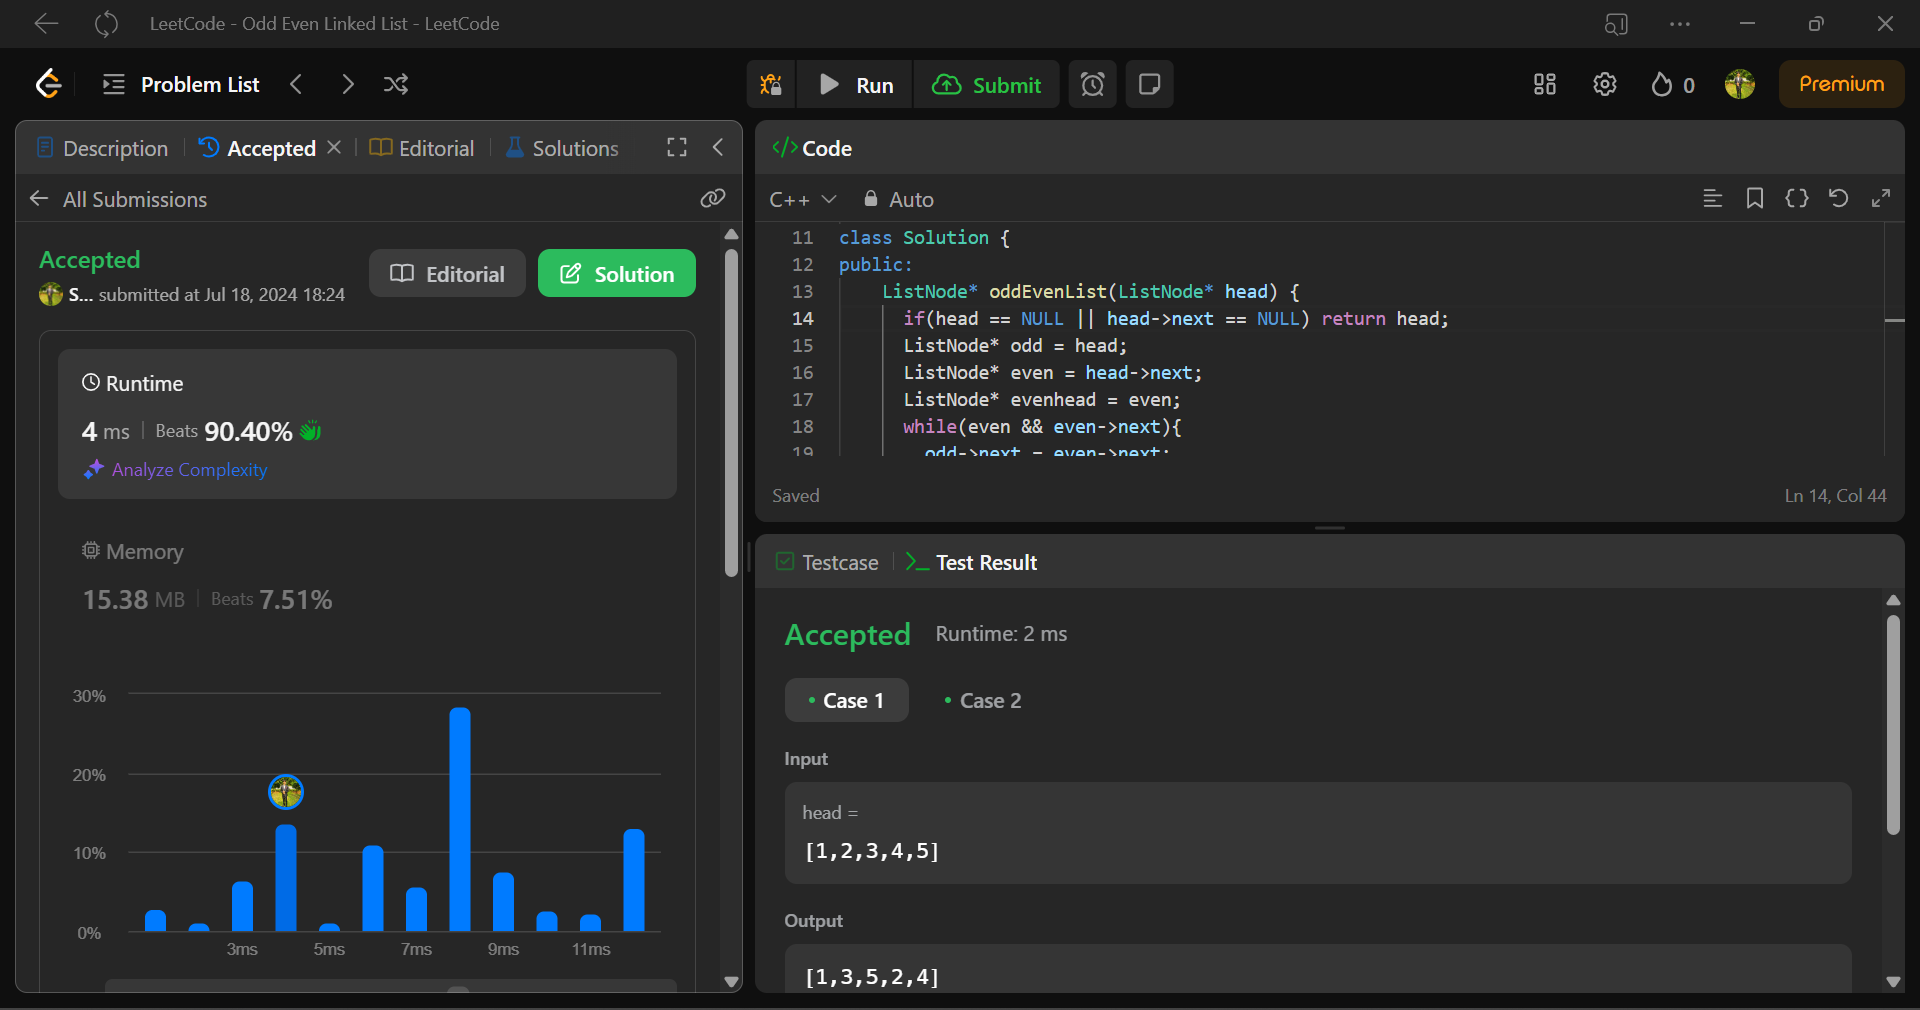 LeetCode - Odd Even Linked List - LeetCode
Problem List
Run
Submit
0
Premium
Description
Accepted
Editorial
Solutions
All Submissions
Accepted
S... submitted at Jul 18, 2024 18:24
Editorial
Solution
Runtime
4 ms
Beats 90.40%
Analyze Complexity
Memory
15.38 MB
Beats 7.51%
30%
20%
10%
0%
3ms
5ms
7ms
9ms
11ms
</> Code
C++
Auto
11 class Solution {
12 public:
13 ListNode* oddEvenList(ListNode* head) {
14 if(head == NULL || head->next == NULL) return head;
15 ListNode* odd = head;
16 ListNode* even = head->next;
17 ListNode* evenhead = even;
18 while(even && even->next){
19 odd->next = even->next;
Saved
Ln 14, Col 44
Testcase
Test Result
Accepted
Runtime: 2 ms
Case 1
Case 2
Input
head =
[1,2,3,4,5]
Output
[1,3,5,2,4]